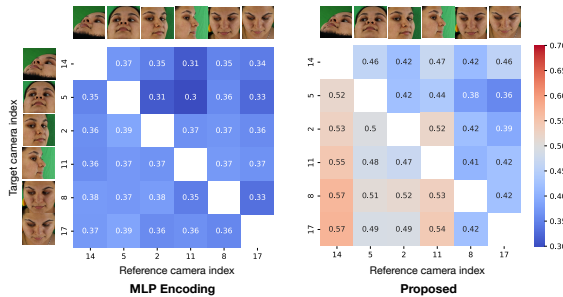 0.37 0.35 0.31 0.35 0.34
0.35 0.31 0.3 0.36 0.33
0.36 0.39 0.37 0.37 0.37
0.36 0.37 0.37 0.37 0.37
0.38 0.37 0.38 0.35 0.33
0.37 0.39 0.36 0.36 0.36
14
5
2
11
8
17
Target camera index
14 5 2 11 8 17
Reference camera index
MLP Encoding
0.46 0.42 0.47 0.42 0.46
0.52 0.42 0.44 0.38 0.36
0.53 0.5 0.52 0.42 0.39
0.55 0.48 0.47 0.41 0.42
0.57 0.51 0.52 0.53 0.42
0.57 0.49 0.49 0.54 0.42
14
5
2
11
8
17
14 5 2 11 8 17
Reference camera index
Proposed
0.70
0.65
0.60
0.55
0.50
0.45
0.40
0.35
0.30